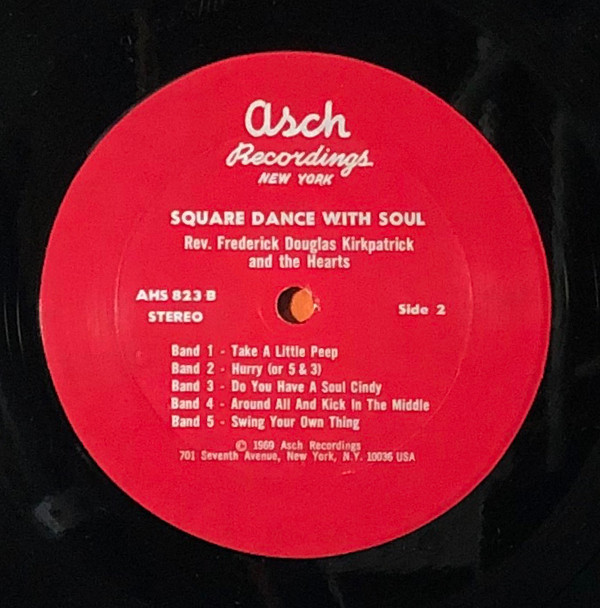 asch
Recordings
NEW YORK
SQUARE DANCE WITH SOUL
Rev. Frederick Douglas Kirkpatrick
and the Hearts
AHS 823 B
STEREO
Side 2
Band 1 - Take A Little Peep
Band 2 - Hurry (or 5 & 3)
Band 3 - Do You Have A Soul Cindy
Band 4 - Around All And Kick In The Middle
Band 5 - Swing Your Own Thing
© 1969 Asch Recordings
701 Seventh Avenue, New York, N.Y. 10036 USA